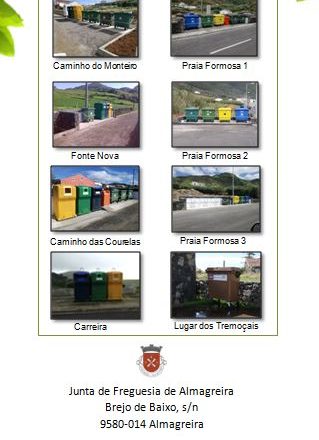 Caminho do Monteiro
Praia Formosa 1
Fonte Nova
Praia Formosa 2
Caminho das Courelas
Praia Formosa 3
Carreira
Lugar dos Tremoçais
Junta de Freguesia de Almagreira
Brejo de Baixo, s/n
9580-014 Almagreira